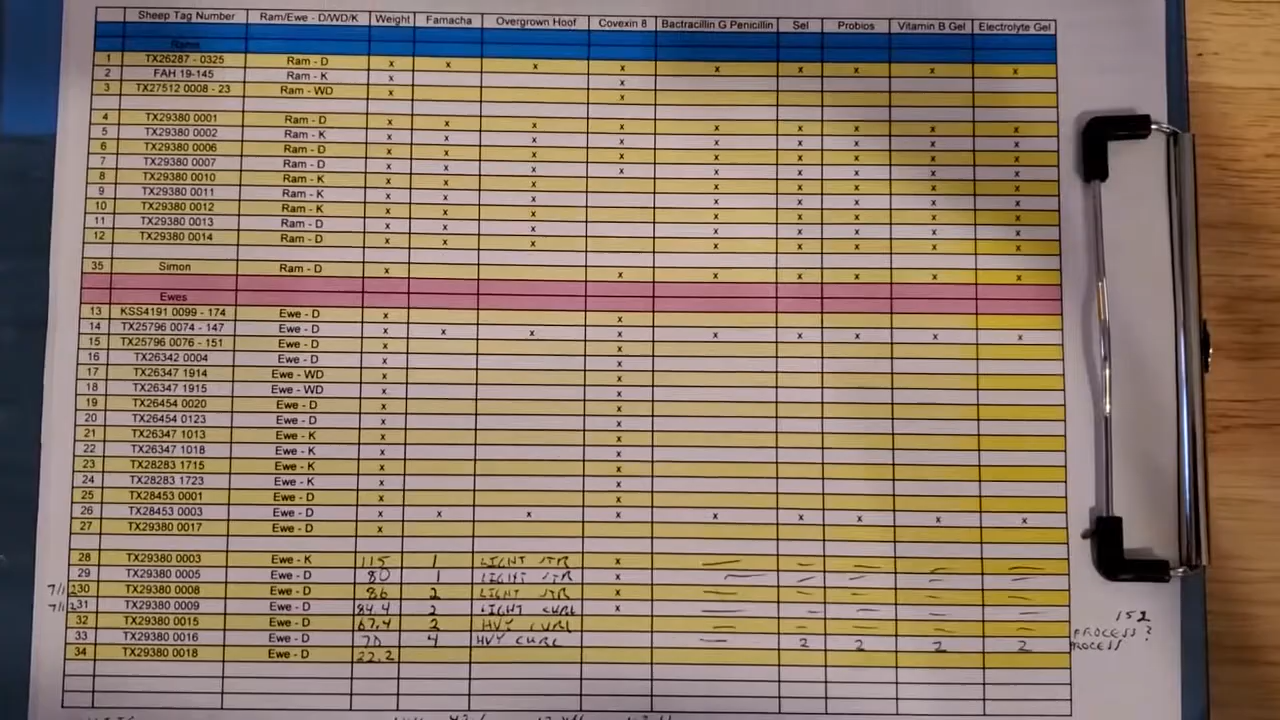 Sheep Tag Number Ram/Ewe - D/WD/K Weight Famacha Overgrown Hoof Covexin 8 Bactracillin G Penicillin Sel Probios Vitamin B Gel Electrolyte Gel
Rams
1 TX26287 - 0325 Ram - D x x x x x x x x x
2 FAH 19-145 Ram - K x x
3 TX27512 0008 - 23 Ram - WD x x
4 TX29380 0001 Ram - D x x x x x x x x x
5 TX29380 0002 Ram - K x x x x x x x x x
6 TX29380 0006 Ram - D x x x x x x x x x
7 TX29380 0007 Ram - D x x x x x x x x x
8 TX29380 0010 Ram - K x x x x x x x x
9 TX29380 0011 Ram - K x x x x x x x x
10 TX29380 0012 Ram - K x x x x x x x x
11 TX29380 0013 Ram - D x x x x x x x x
12 TX29380 0014 Ram - D x x x x x x x x
35 Simon Ram - D x x x x x x x
Ewes
13 KSS4191 0099 - 174 Ewe - D x x
14 TX25796 0074 - 147 Ewe - D x x x x x x x x x
15 TX25796 0076 - 151 Ewe - D x x
16 TX26342 0004 Ewe - D x x
17 TX26347 1914 Ewe - WD x x
18 TX26347 1915 Ewe - WD x x
19 TX26454 0020 Ewe - D x x
20 TX26454 0123 Ewe - D x x
21 TX26347 1013 Ewe - K x x
22 TX26347 1018 Ewe - K x x
23 TX28283 1715 Ewe - K x x
24 TX28283 1723 Ewe - K x x
25 TX28453 0001 Ewe - D x x
26 TX28453 0003 Ewe - D x x x x x x x x x
27 TX29380 0017 Ewe - D x
28 TX29380 0003 Ewe - K 115 1 LIGHT STR x — — — — —
29 TX29380 0005 Ewe - D 80 1 LIGHT STR x — — — — —
30 TX29380 0008 Ewe - D 86 2 LIGHT STR x — — — — —
31 TX29380 0009 Ewe - D 84.4 2 LIGHT CURL x — — — — — 152
32 TX29380 0015 Ewe - D 67.4 2 HVY CURL — — — — — PROCESS?
33 TX29380 0016 Ewe - D 70 4 HVY CURL — 2 2 2 2 PROCESS
34 TX29380 0018 Ewe - D 22.2